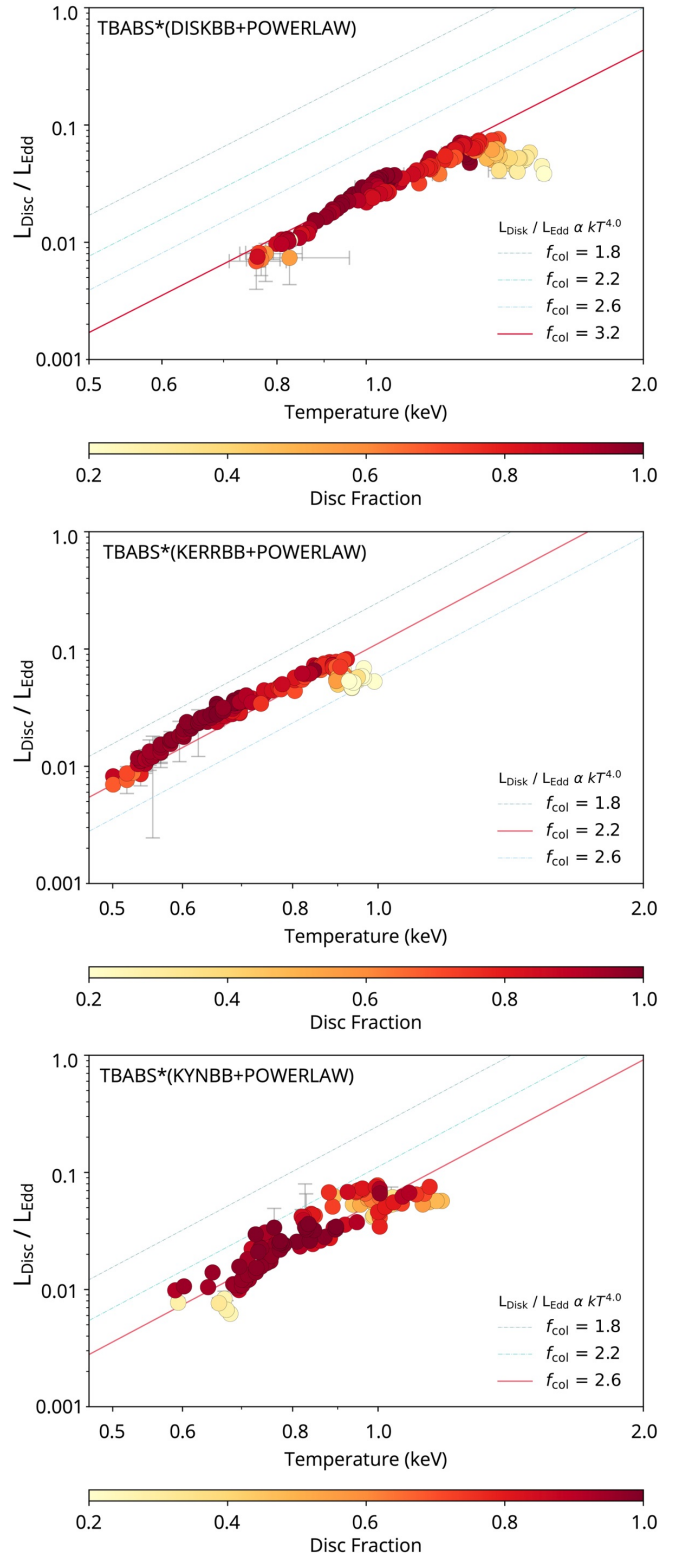 TBABS*(DISKBB+POWERLAW)
1.0
0.1
0.01
0.001
L_Disc / L_Edd
L_Disk / L_Edd α kT^4.0
f_col = 1.8
f_col = 2.2
f_col = 2.6
f_col = 3.2
0.5 0.6 0.8 1.0 2.0
Temperature (keV)
0.2 0.4 0.6 0.8 1.0
Disc Fraction
TBABS*(KERRBB+POWERLAW)
1.0
0.1
0.01
0.001
L_Disc / L_Edd
L_Disk / L_Edd α kT^4.0
f_col = 1.8
f_col = 2.2
f_col = 2.6
0.5 0.6 0.8 1.0 2.0
Temperature (keV)
0.2 0.4 0.6 0.8 1.0
Disc Fraction
TBABS*(KYNBB+POWERLAW)
1.0
0.1
0.01
0.001
L_Disc / L_Edd
L_Disk / L_Edd α kT^4.0
f_col = 1.8
f_col = 2.2
f_col = 2.6
0.5 0.6 0.8 1.0 2.0
Temperature (keV)
0.2 0.4 0.6 0.8 1.0
Disc Fraction